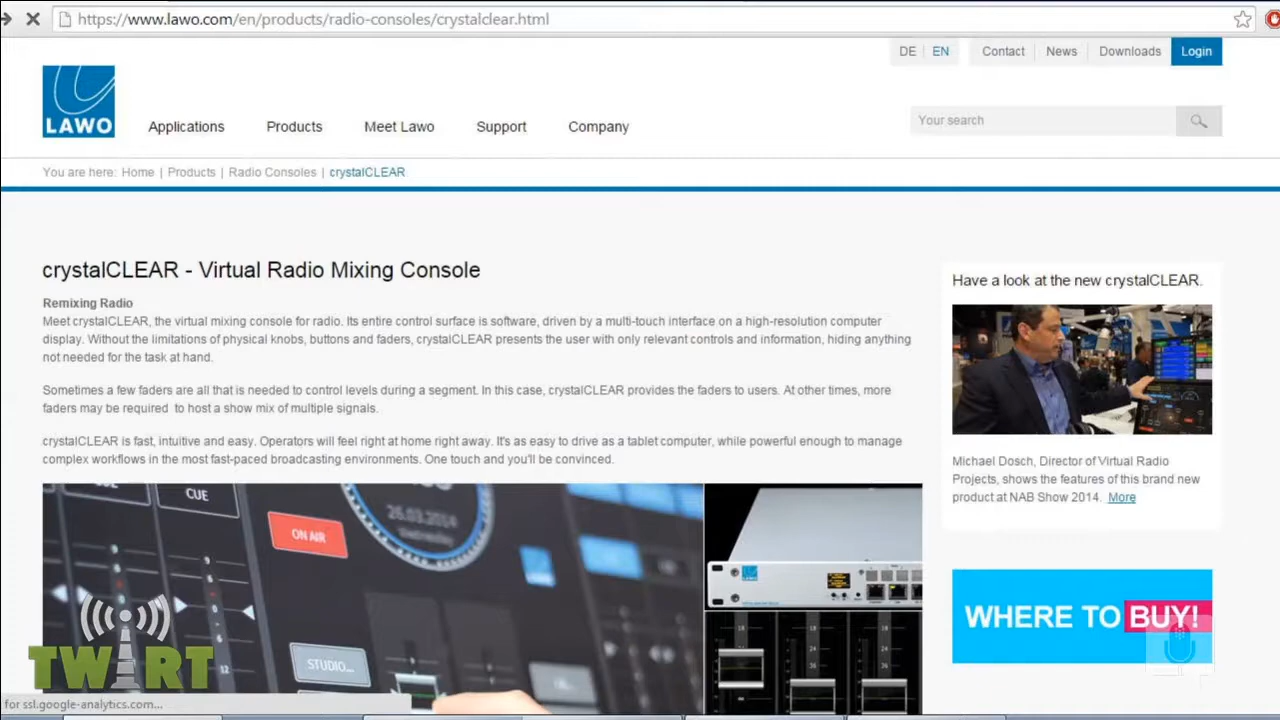 https://www.lawo.com/en/products/radio-consoles/crystalclear.html
DE EN Contact News Downloads Login
LAWO
Applications Products Meet Lawo Support Company
Your search
You are here: Home | Products | Radio Consoles | crystalCLEAR
crystalCLEAR - Virtual Radio Mixing Console
Remixing Radio
Meet crystalCLEAR, the virtual mixing console for radio. Its entire control surface is software, driven by a multi-touch interface on a high-resolution computer
display. Without the limitations of physical knobs, buttons and faders, crystalCLEAR presents the user with only relevant controls and information, hiding anything
not needed for the task at hand.
Sometimes a few faders are all that is needed to control levels during a segment. In this case, crystalCLEAR provides the faders to users. At other times, more
faders may be required to host a show mix of multiple signals.
crystalCLEAR is fast, intuitive and easy. Operators will feel right at home right away. It's as easy to drive as a tablet computer, while powerful enough to manage
complex workflows in the most fast-paced broadcasting environments. One touch and you'll be convinced.
Have a look at the new crystalCLEAR.
Michael Dosch, Director of Virtual Radio
Projects, shows the features of this brand new
product at NAB Show 2014. More
WHERE TO BUY!
CUE
ON AIR
26.03.2014
Wednesday
STUDIO...
LAWO
TWiRT
for ssl.google-analytics.com...